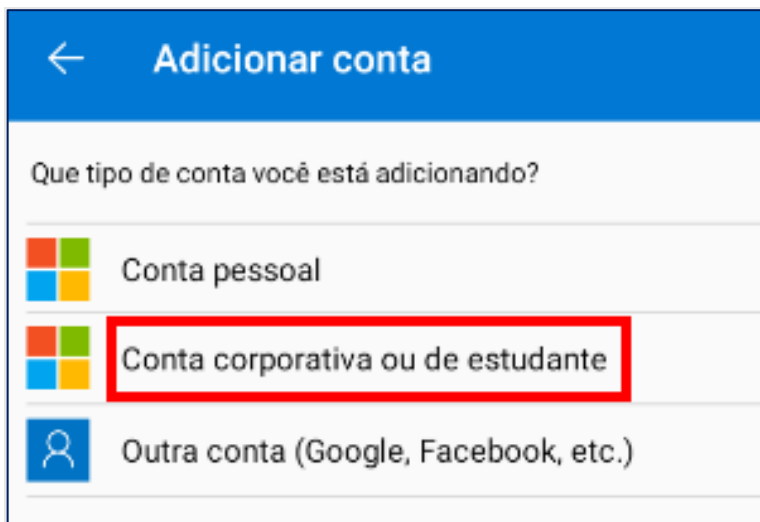 Adicionar conta
Que tipo de conta você está adicionando?
Conta pessoal
Conta corporativa ou de estudante
Outra conta (Google, Facebook, etc.)